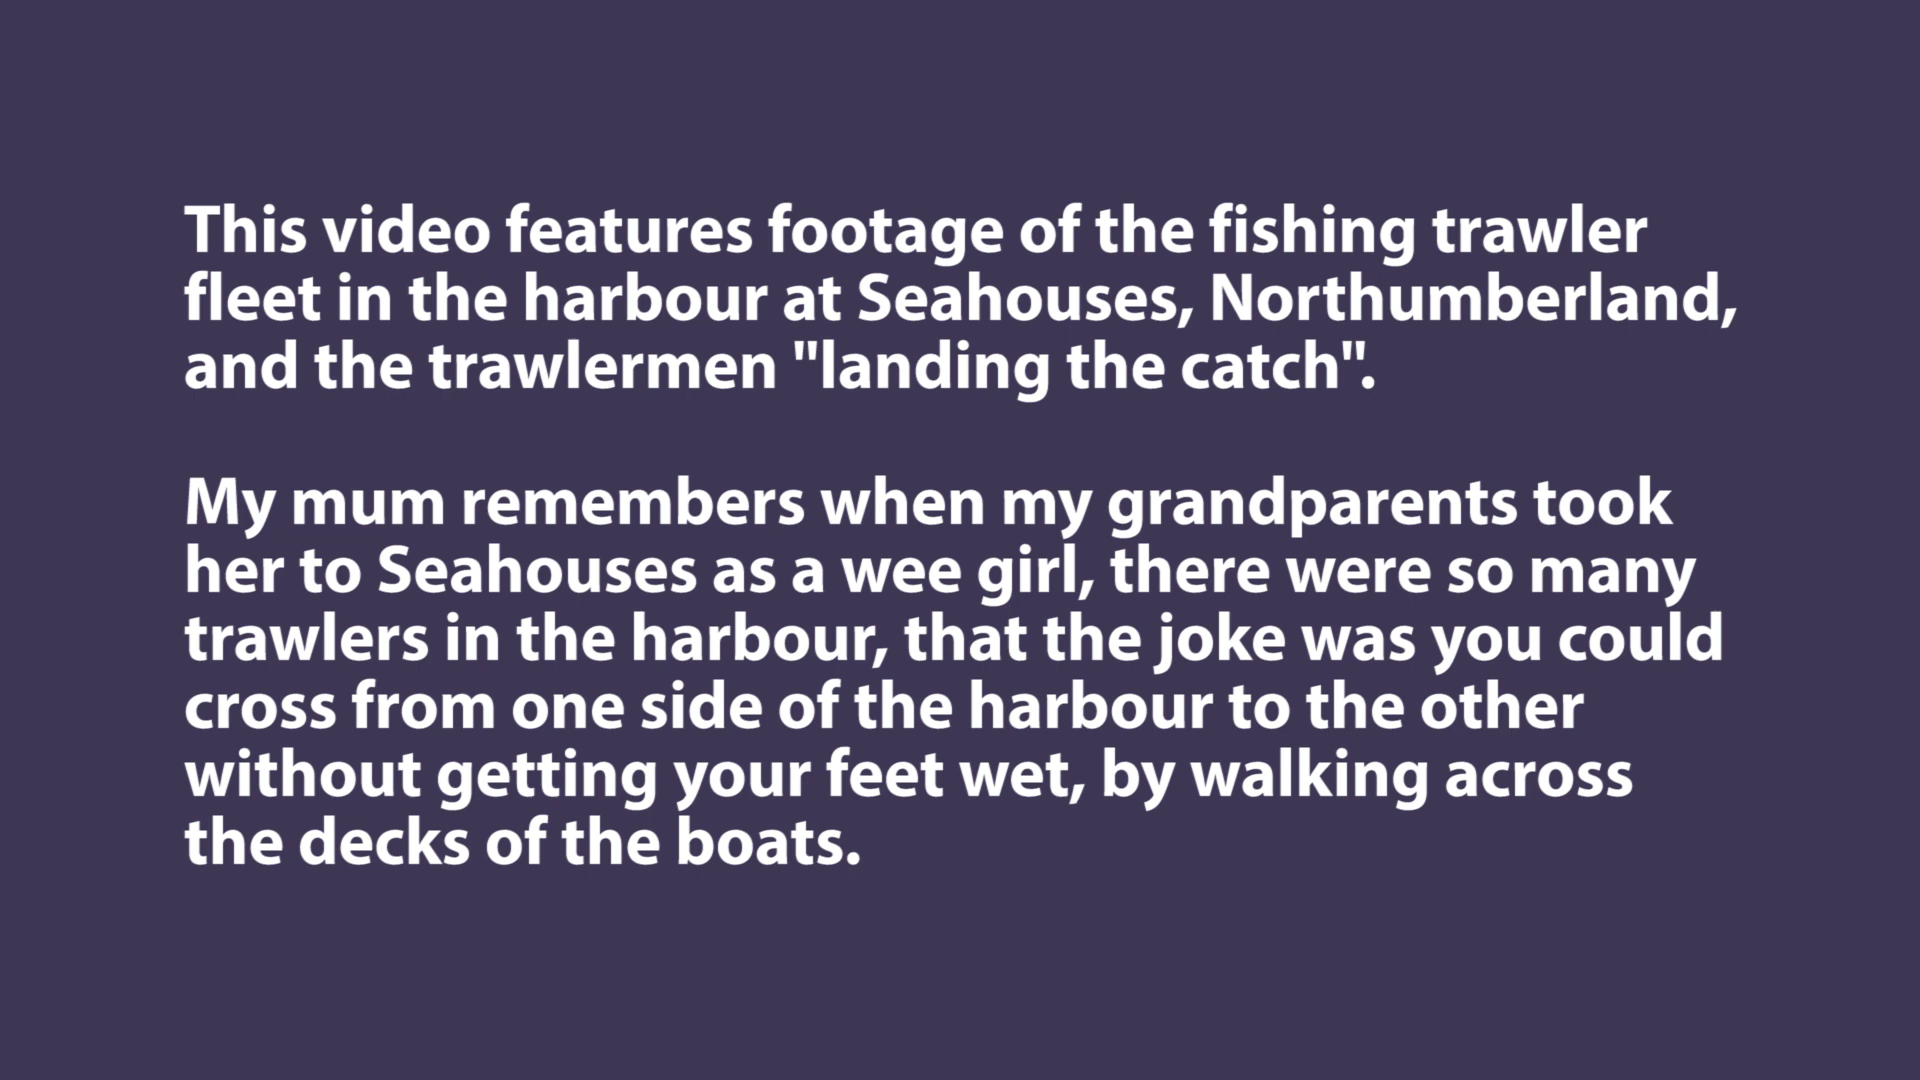 This video features footage of the fishing trawler
fleet in the harbour at Seahouses, Northumberland,
and the trawlermen "landing the catch".
My mum remembers when my grandparents took
her to Seahouses as a wee girl, there were so many
trawlers in the harbour, that the joke was you could
cross from one side of the harbour to the other
without getting your feet wet, by walking across
the decks of the boats.